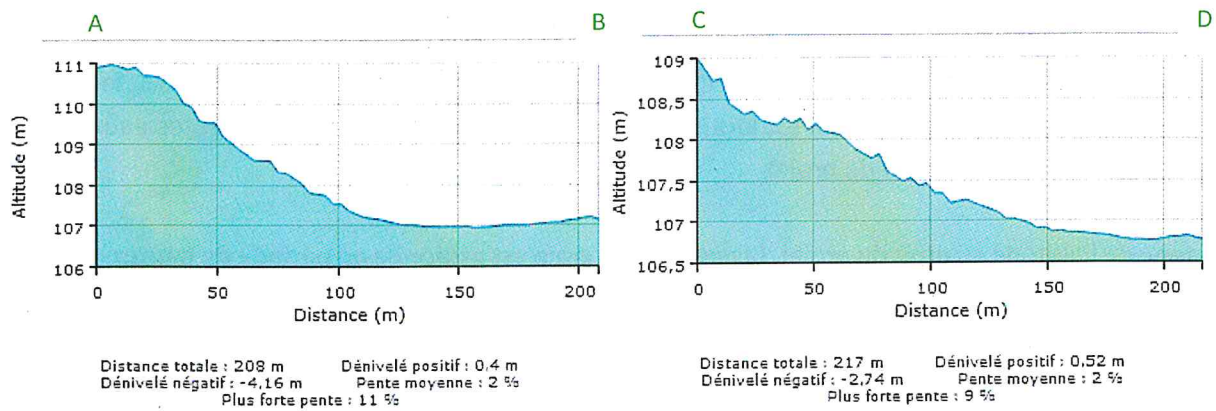 A B
Altitude (m)
111
110
109
108
107
106
0 50 100 150 200
Distance (m)
Distance totale : 208 m Dénivelé positif : 0,4 m
Dénivelé négatif : -4,16 m Pente moyenne : 2 %
Plus forte pente : 11 %
C D
Altitude (m)
109
108,5
108
107,5
107
106,5
0 50 100 150 200
Distance (m)
Distance totale : 217 m Dénivelé positif : 0,52 m
Dénivelé négatif : -2,74 m Pente moyenne : 2 %
Plus forte pente : 9 %